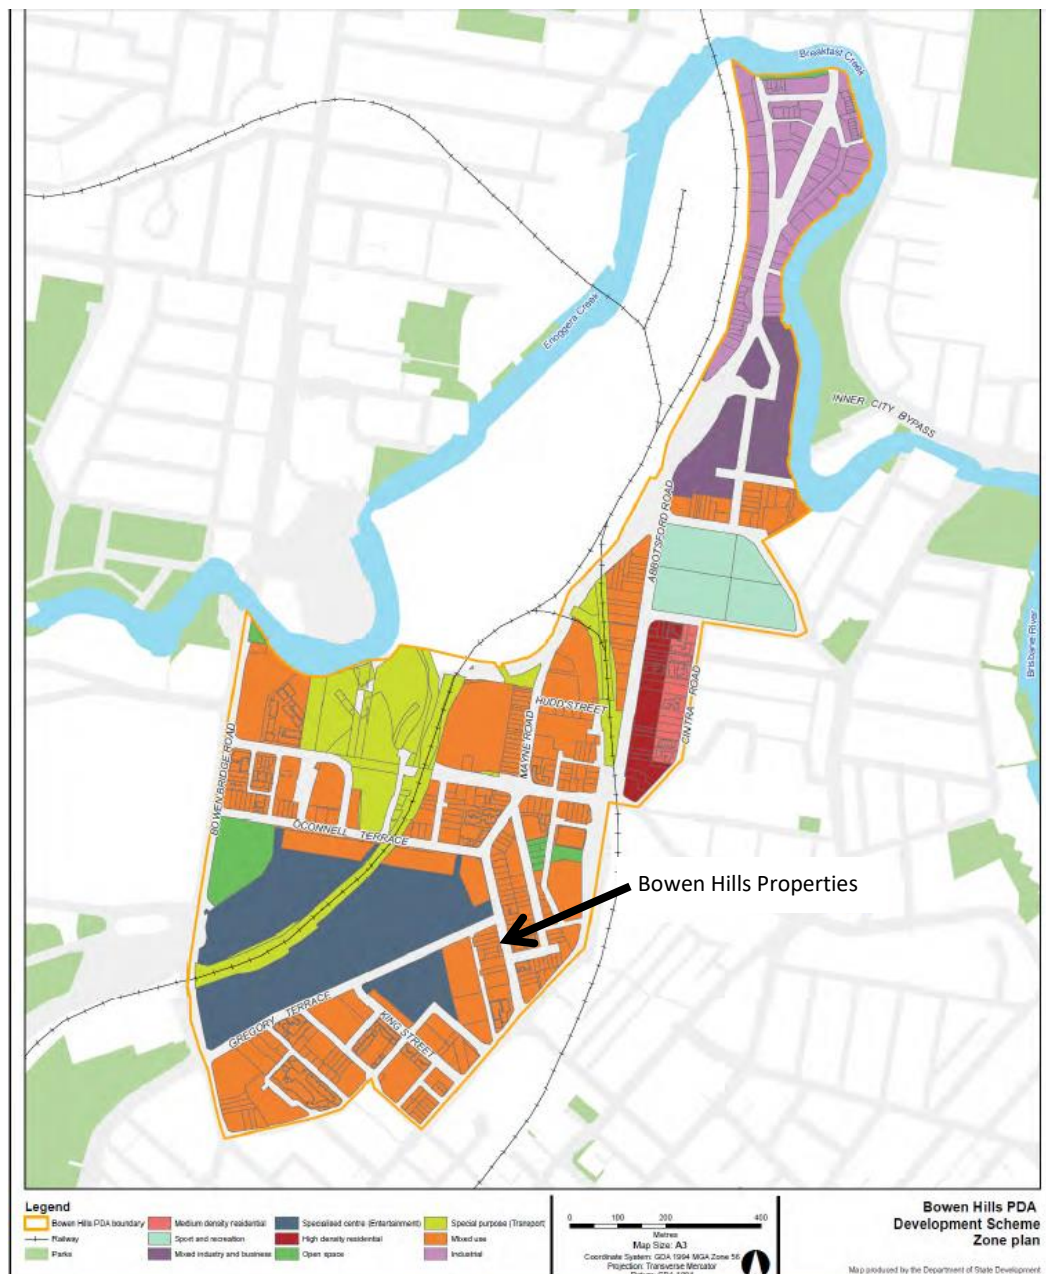 Breakfast Creek
Enoggera Creek
INNER CITY BYPASS
ABBOTSFORD ROAD
Brisbane River
CINTRA ROAD
HUDD STREET
MAYNE ROAD
BOWEN BRIDGE ROAD
OCONNELL TERRACE
Bowen Hills Properties
GREGORY TERRACE
KING STREET
Legend
Bowen Hills PDA boundary
Medium density residential
Specialised centre (Entertainment)
Special purpose (Transport)
Railway
Sport and recreation
High density residential
Mixed use
Parks
Mixed industry and business
Open space
Industrial
0 100 200 400
Metres
Map Size: A3
Coordinate System: GDA 1994 MGA Zone 56
Projection: Transverse Mercator
Datum: GDA 1994
Bowen Hills PDA
Development Scheme
Zone plan
Map produced by the Department of State Development